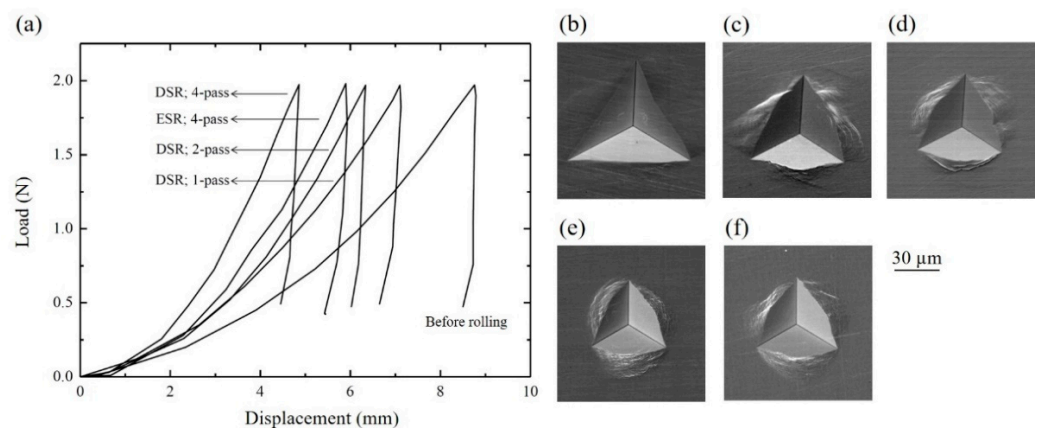 (a)
2.0
1.5
1.0
0.5
0.0
Load (N)
DSR; 4-pass
ESR; 4-pass
DSR; 2-pass
DSR; 1-pass
Before rolling
0 2 4 6 8 10
Displacement (mm)
(b) (c) (d)
(e) (f)
30 µm